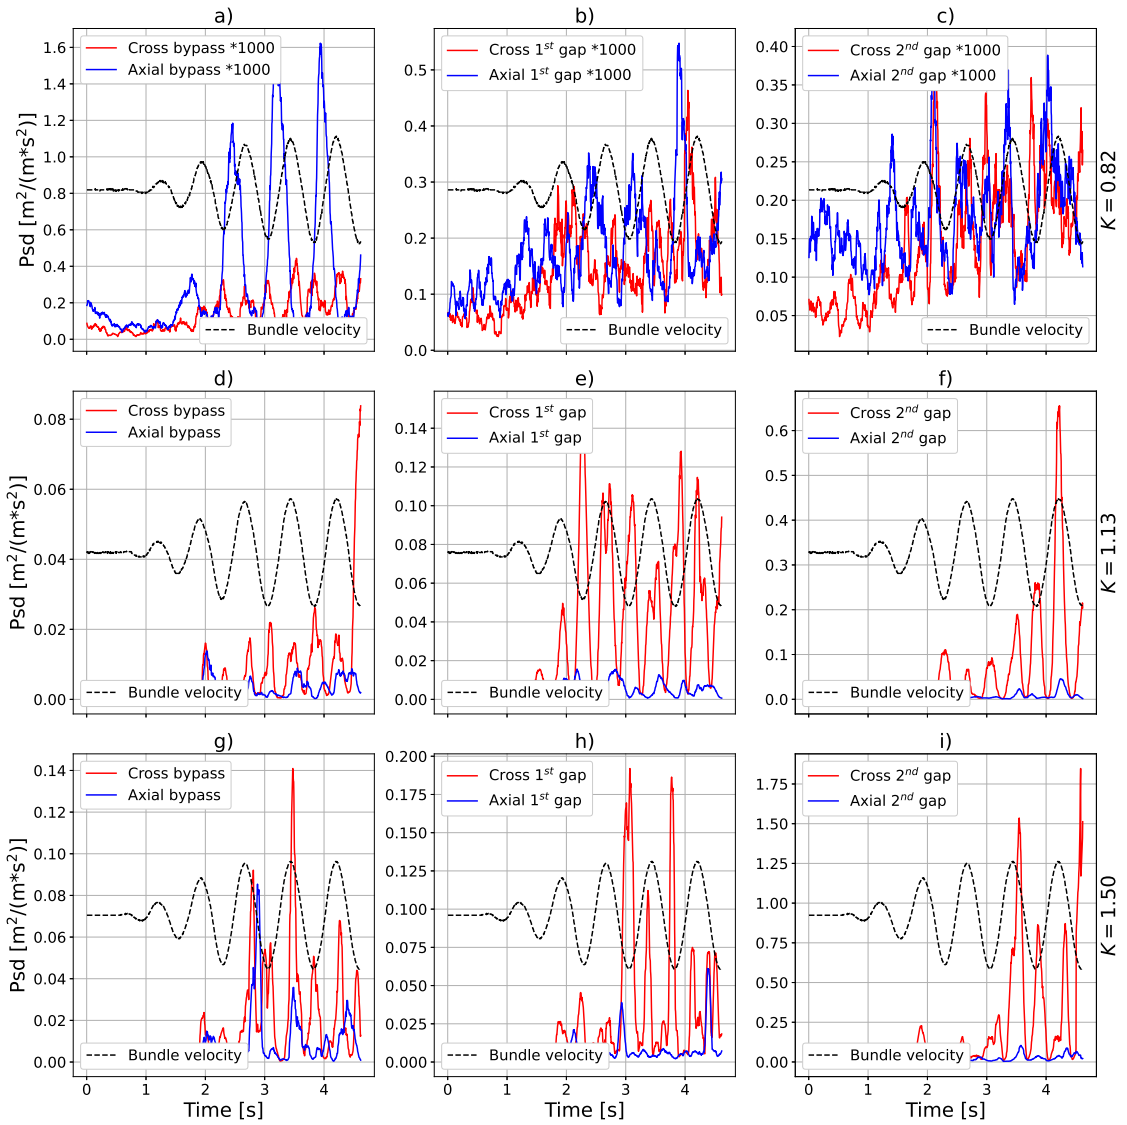 a)
b)
c)
Cross bypass *1000
Axial bypass *1000
Bundle velocity
Cross 1st gap *1000
Axial 1st gap *1000
Bundle velocity
Cross 2nd gap *1000
Axial 2nd gap *1000
Bundle velocity
Psd [m²/(m*s²)]
1.6
1.4
1.2
1.0
0.8
0.6
0.4
0.2
0.0
0.5
0.4
0.3
0.2
0.1
0.0
0.40
0.35
0.30
0.25
0.20
0.15
0.10
0.05
K = 0.82
d)
e)
f)
Cross bypass
Axial bypass
Bundle velocity
Cross 1st gap
Axial 1st gap
Bundle velocity
Cross 2nd gap
Axial 2nd gap
Bundle velocity
Psd [m²/(m*s²)]
0.08
0.06
0.04
0.02
0.00
0.14
0.12
0.10
0.08
0.06
0.04
0.02
0.00
0.6
0.5
0.4
0.3
0.2
0.1
0.0
K = 1.13
g)
h)
i)
Cross bypass
Axial bypass
Bundle velocity
Cross 1st gap
Axial 1st gap
Bundle velocity
Cross 2nd gap
Axial 2nd gap
Bundle velocity
Psd [m²/(m*s²)]
0.14
0.12
0.10
0.08
0.06
0.04
0.02
0.00
0.200
0.175
0.150
0.125
0.100
0.075
0.050
0.025
0.000
1.75
1.50
1.25
1.00
0.75
0.50
0.25
0.00
K = 1.50
0 1 2 3 4
0 1 2 3 4
0 1 2 3 4
Time [s]
Time [s]
Time [s]